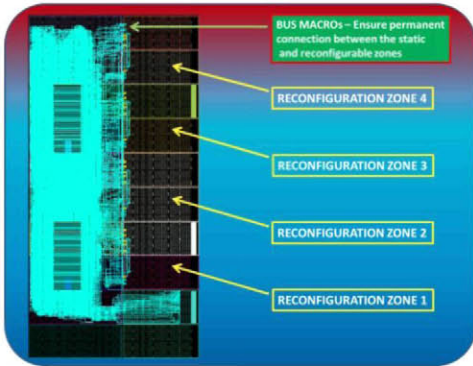 BUS MACROs – Ensure permanent
connection between the static
and reconfigurable zones
RECONFIGURATION ZONE 4
RECONFIGURATION ZONE 3
RECONFIGURATION ZONE 2
RECONFIGURATION ZONE 1